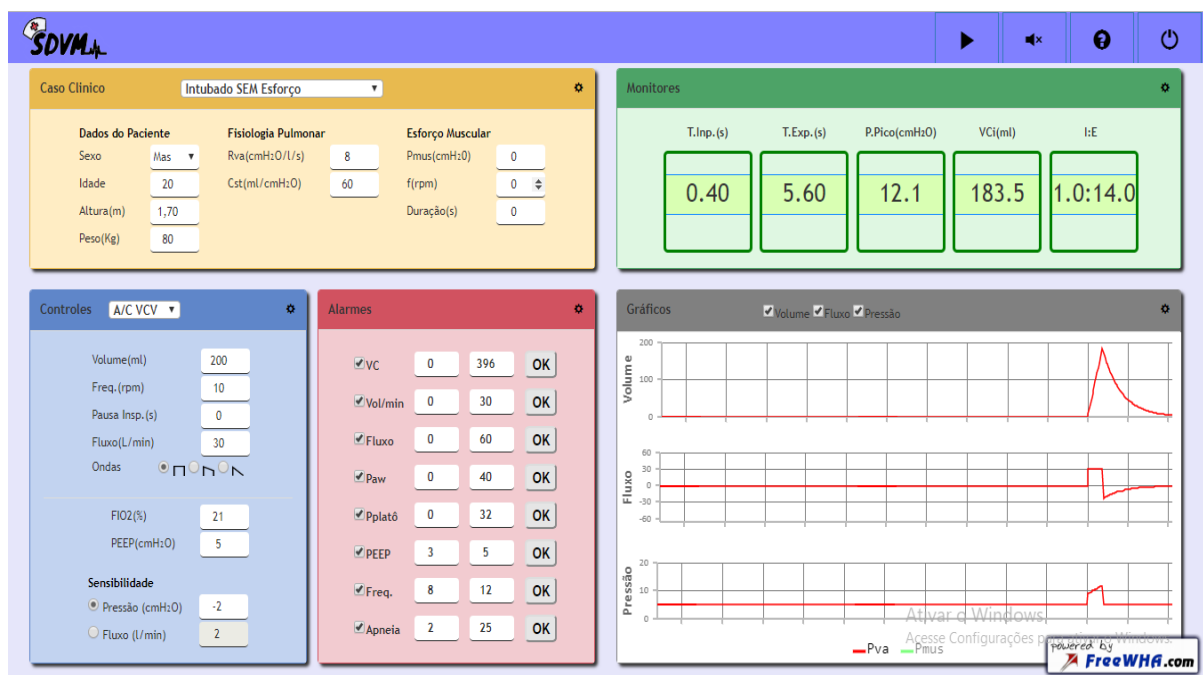 SDVM
Caso Clinico Intubado SEM Esforço
Dados do Paciente Fisiologia Pulmonar Esforço Muscular
Sexo Mas Rva(cmH2O/l/s) 8 Pmus(cmH20) 0
Idade 20 Cst(ml/cmH2O) 60 f(rpm) 0
Altura(m) 1,70 Duração(s) 0
Peso(Kg) 80
Monitores
T.Inp.(s) T.Exp.(s) P.Pico(cmH2O) VCi(ml) I:E
0.40 5.60 12.1 183.5 1.0:14.0
Controles A/C VCV
Volume(ml) 200
Freq.(rpm) 10
Pausa Insp.(s) 0
Fluxo(L/min) 30
Ondas
FIO2(%) 21
PEEP(cmH2O) 5
Sensibilidade
Pressão (cmH2O) -2
Fluxo (l/min) 2
Alarmes
VC 0 396 OK
Vol/min 0 30 OK
Fluxo 0 60 OK
Paw 0 40 OK
Pplatô 0 32 OK
PEEP 3 5 OK
Freq. 8 12 OK
Apneia 2 25 OK
Gráficos Volume Fluxo Pressão
Volume
200
100
0
Fluxo
60
30
0
-30
-60
Pressão
20
10
0
Pva Pmus
Ativar o Windows
Acesse Configurações para ativar o Windows.
powered by
FreeWHA.com